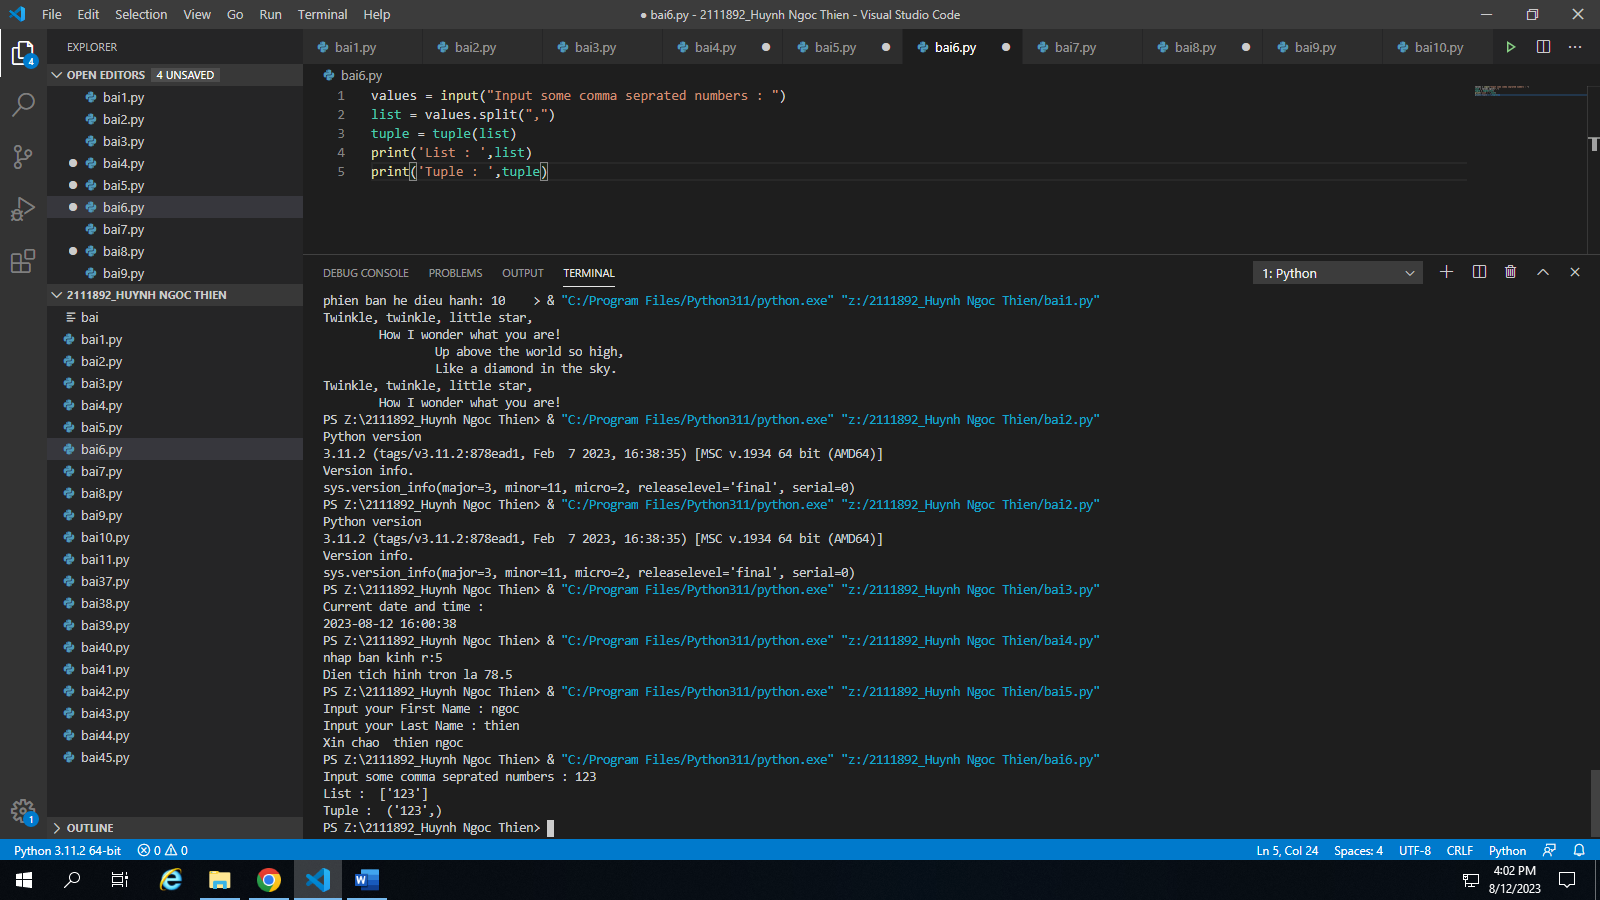 File Edit Selection View Go Run Terminal Help
● bai6.py - 2111892_Huynh Ngoc Thien - Visual Studio Code
EXPLORER
OPEN EDITORS 4 UNSAVED
bai1.py
bai2.py
bai3.py
bai4.py
bai5.py
bai6.py
bai7.py
bai8.py
bai9.py
2111892_HUYNH NGOC THIEN
bai
bai1.py
bai2.py
bai3.py
bai4.py
bai5.py
bai6.py
bai7.py
bai8.py
bai9.py
bai10.py
bai11.py
bai37.py
bai38.py
bai39.py
bai40.py
bai41.py
bai42.py
bai43.py
bai44.py
bai45.py
OUTLINE
4
1
bai1.py bai2.py bai3.py bai4.py bai5.py bai6.py bai7.py bai8.py bai9.py bai10.py
bai6.py
1 values = input("Input some comma seprated numbers : ")
2 list = values.split(",")
3 tuple = tuple(list)
4 print('List : ',list)
5 print('Tuple : ',tuple)
DEBUG CONSOLE PROBLEMS OUTPUT TERMINAL
1: Python
phien ban he dieu hanh: 10    > & "C:/Program Files/Python311/python.exe" "z:/2111892_Huynh Ngoc Thien/bai1.py"
Twinkle, twinkle, little star,
        How I wonder what you are!
                Up above the world so high,
                Like a diamond in the sky.
Twinkle, twinkle, little star,
        How I wonder what you are!
PS Z:\2111892_Huynh Ngoc Thien> & "C:/Program Files/Python311/python.exe" "z:/2111892_Huynh Ngoc Thien/bai2.py"
Python version
3.11.2 (tags/v3.11.2:878ead1, Feb  7 2023, 16:38:35) [MSC v.1934 64 bit (AMD64)]
Version info.
sys.version_info(major=3, minor=11, micro=2, releaselevel='final', serial=0)
PS Z:\2111892_Huynh Ngoc Thien> & "C:/Program Files/Python311/python.exe" "z:/2111892_Huynh Ngoc Thien/bai2.py"
Python version
3.11.2 (tags/v3.11.2:878ead1, Feb  7 2023, 16:38:35) [MSC v.1934 64 bit (AMD64)]
Version info.
sys.version_info(major=3, minor=11, micro=2, releaselevel='final', serial=0)
PS Z:\2111892_Huynh Ngoc Thien> & "C:/Program Files/Python311/python.exe" "z:/2111892_Huynh Ngoc Thien/bai3.py"
Current date and time :
2023-08-12 16:00:38
PS Z:\2111892_Huynh Ngoc Thien> & "C:/Program Files/Python311/python.exe" "z:/2111892_Huynh Ngoc Thien/bai4.py"
nhap ban kinh r:5
Dien tich hinh tron la 78.5
PS Z:\2111892_Huynh Ngoc Thien> & "C:/Program Files/Python311/python.exe" "z:/2111892_Huynh Ngoc Thien/bai5.py"
Input your First Name : ngoc
Input your Last Name : thien
Xin chao  thien ngoc
PS Z:\2111892_Huynh Ngoc Thien> & "C:/Program Files/Python311/python.exe" "z:/2111892_Huynh Ngoc Thien/bai6.py"
Input some comma seprated numbers : 123
List :  ['123']
Tuple :  ('123',)
PS Z:\2111892_Huynh Ngoc Thien>
Python 3.11.2 64-bit 0 0 Ln 5, Col 24 Spaces: 4 UTF-8 CRLF Python
4:02 PM
8/12/2023